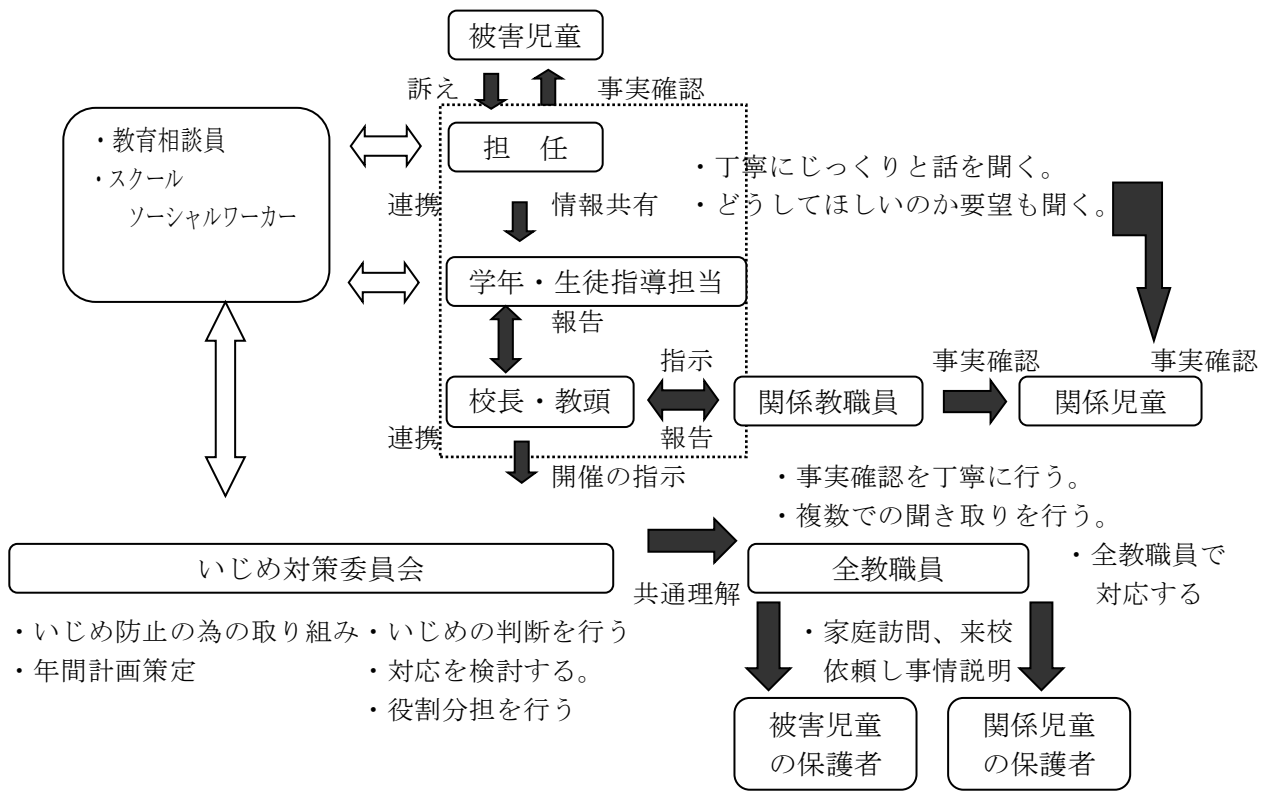 被害児童
訴え
事実確認
・教育相談員
・スクール
ソーシャルワーカー
担　任
・丁寧にじっくりと話を聞く。
連携
情報共有
・どうしてほしいのか要望も聞く。
学年・生徒指導担当
報告
指示
事実確認
事実確認
校長・教頭
関係教職員
関係児童
連携
報告
開催の指示
・事実確認を丁寧に行う。
・複数での聞き取りを行う。
いじめ対策委員会
共通理解
全教職員
・全教職員で
対応する
・いじめ防止の為の取り組み
・年間計画策定
・いじめの判断を行う
・対応を検討する。
・役割分担を行う
・家庭訪問、来校
依頼し事情説明
被害児童
の保護者
関係児童
の保護者